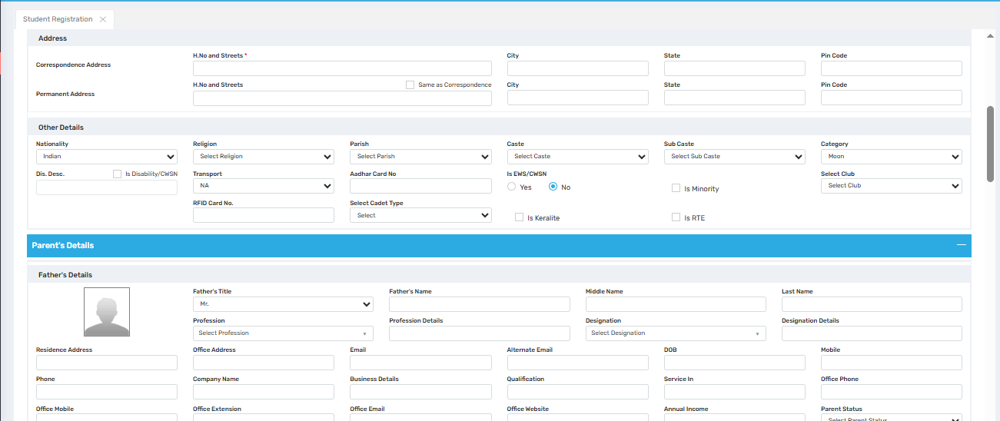 Student Registration
Address
H.No and Streets * City State Pin Code
Correspondence Address
H.No and Streets Same as Correspondence City State Pin Code
Permanent Address
Other Details
Nationality Religion Parish Caste Sub Caste Category
Indian Select Religion Select Parish Select Caste Select Sub Caste Moon
Dis. Desc. Is Disability/CWSN Transport Aadhar Card No Is EWS/CWSN Select Club
NA Yes No Is Minority Select Club
RFID Card No. Select Cadet Type
Select Is Keralite Is RTE
Parent's Details
Father's Details
Father's Title Father's Name Middle Name Last Name
Mr.
Profession Profession Details Designation Designation Details
Select Profession Select Designation
Residence Address Office Address Email Alternate Email DOB Mobile
Phone Company Name Business Details Qualification Service In Office Phone
Office Mobile Office Extension Office Email Office Website Annual Income Parent Status
Select Parent Status